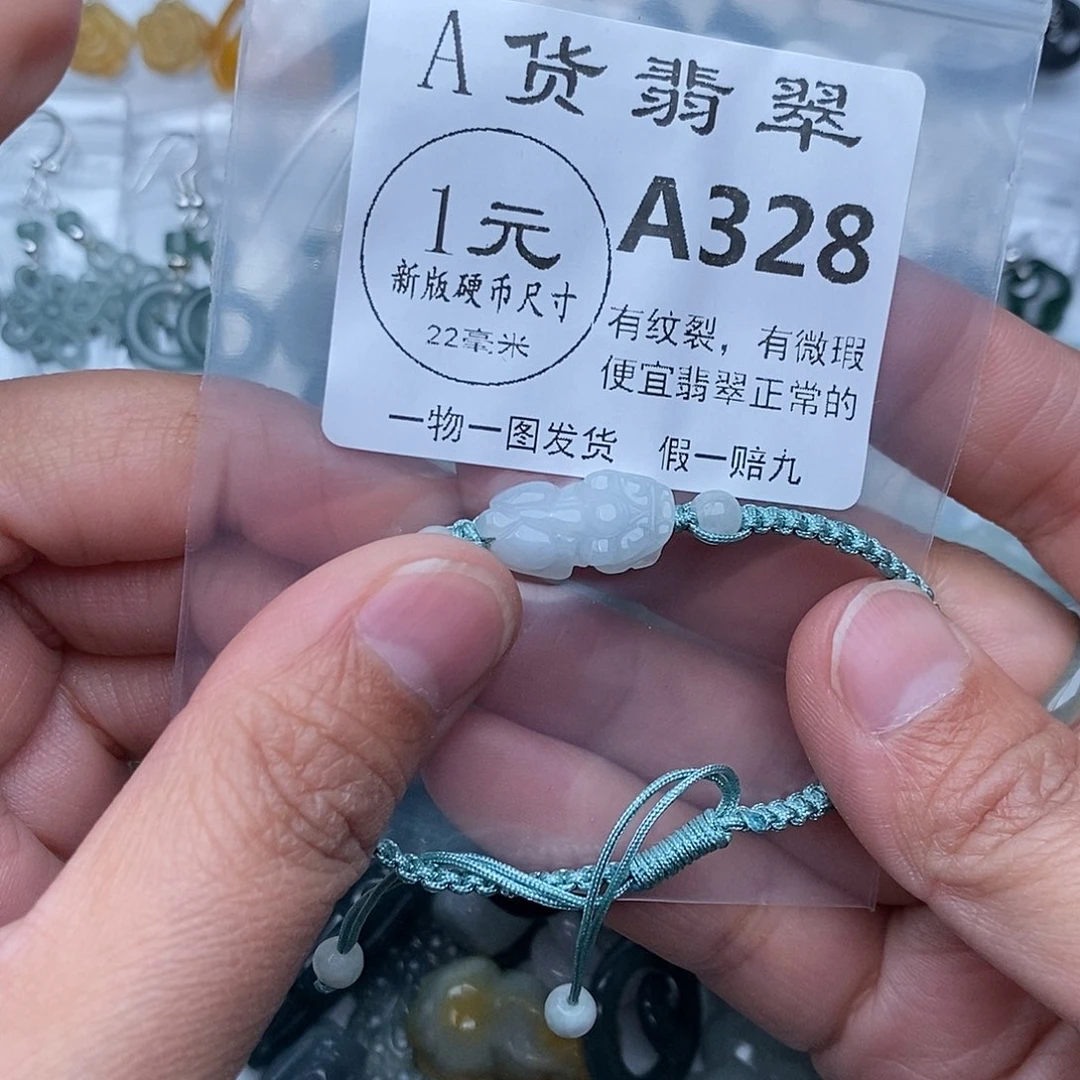 A货翡翠
1元
新版硬币尺寸
22毫米
A328
有纹裂，有微瑕
便宜翡翠正常的
一物一图发货 假一赔九